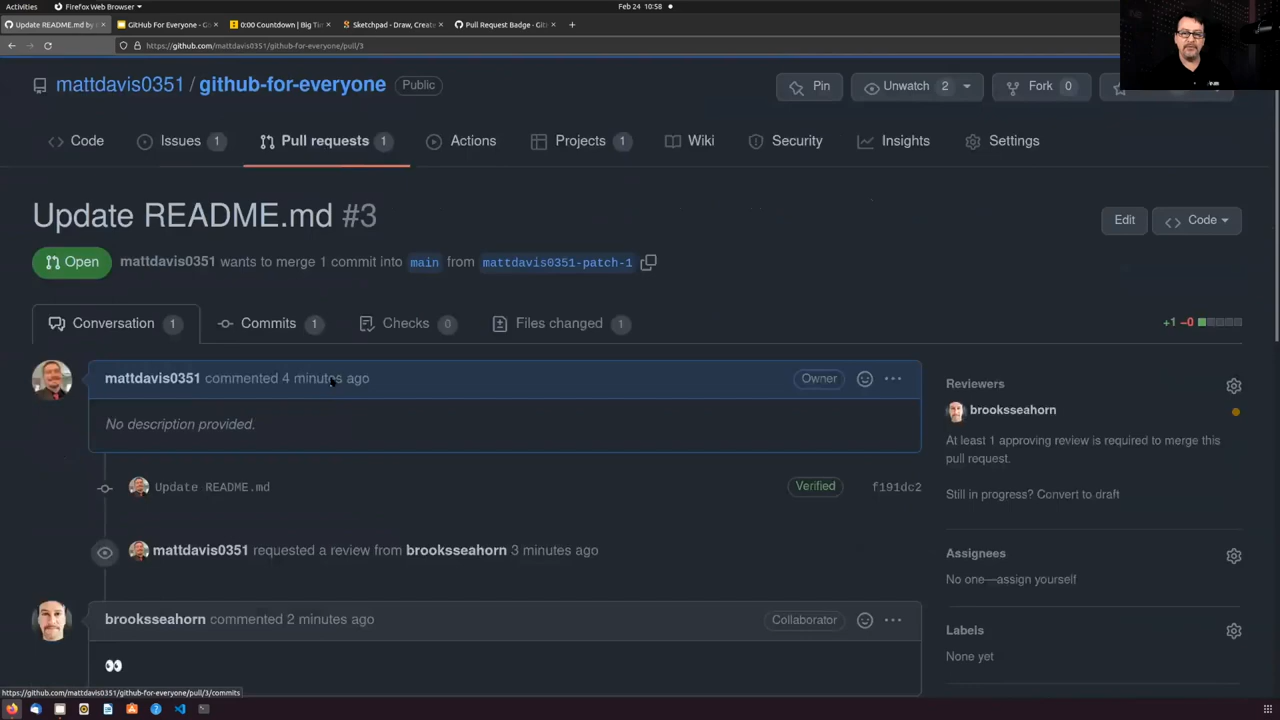 Activities Firefox Web Browser Feb 24 10:58
Update README.md by GitHub For Everyone - Go 0:00 Countdown | Big Tim Sketchpad - Draw, Create Pull Request Badge - Git
https://github.com/mattdavis0351/github-for-everyone/pull/3
mattdavis0351 / github-for-everyone Public Pin Unwatch 2 Fork 0
Code Issues 1 Pull requests 1 Actions Projects 1 Wiki Security Insights Settings
Update README.md #3 Edit Code
Open mattdavis0351 wants to merge 1 commit into main from mattdavis0351-patch-1
Conversation 1 Commits 1 Checks 0 Files changed 1 +1 −0
mattdavis0351 commented 4 minutes ago Owner
No description provided.
Update README.md Verified f191dc2
mattdavis0351 requested a review from brooksseahorn 3 minutes ago
brooksseahorn commented 2 minutes ago Collaborator
Reviewers
brooksseahorn
At least 1 approving review is required to merge this
pull request.
Still in progress? Convert to draft
Assignees
No one—assign yourself
Labels
None yet
https://github.com/mattdavis0351/github-for-everyone/pull/3/commits